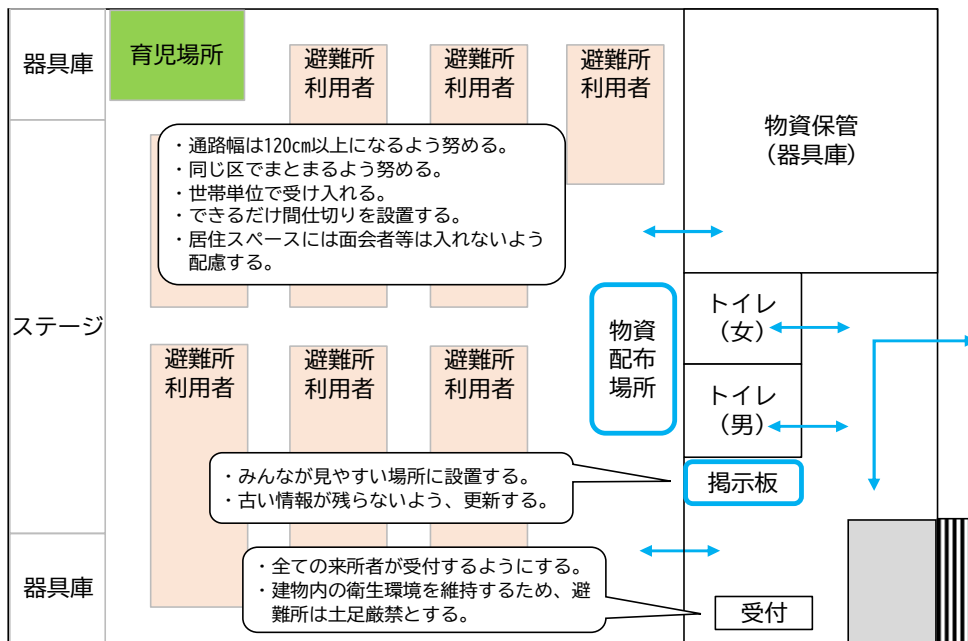 器具庫
育児場所
避難所
利用者
避難所
利用者
避難所
利用者
物資保管
（器具庫）
・通路幅は120cm以上になるよう努める。
・同じ区でまとまるよう努める。
・世帯単位で受け入れる。
・できるだけ間仕切りを設置する。
・居住スペースには面会者等は入れないよう
配慮する。
ステージ
物資
配布
場所
トイレ
（女）
避難所
利用者
避難所
利用者
避難所
利用者
トイレ
（男）
・みんなが見やすい場所に設置する。
・古い情報が残らないよう、更新する。
掲示板
器具庫
・全ての来所者が受付するようにする。
・建物内の衛生環境を維持するため、避
難所は土足厳禁とする。
受付